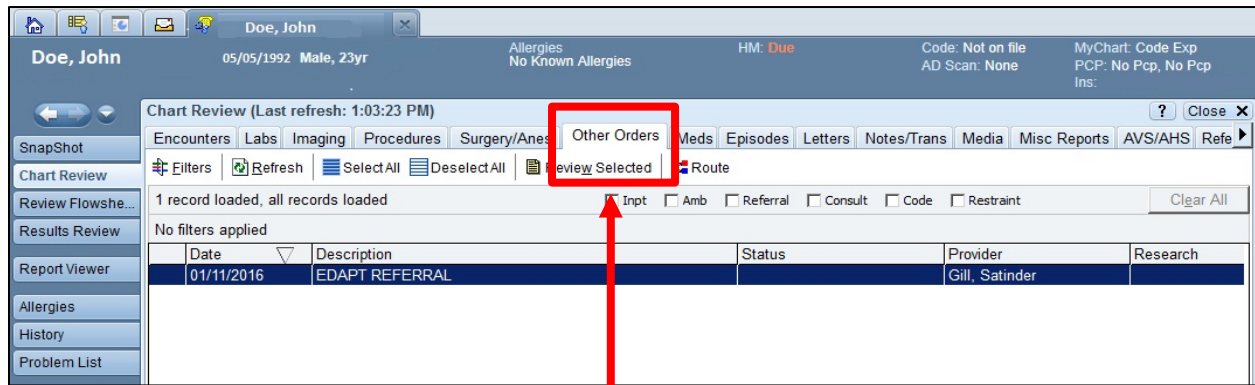 Doe, John
Doe, John 05/05/1992 Male, 23yr Allergies HM: Due Code: Not on file MyChart: Code Exp
No Known Allergies AD Scan: None PCP: No Pcp, No Pcp
Ins:
Chart Review (Last refresh: 1:03:23 PM) ? Close X
Encounters Labs Imaging Procedures Surgery/Anes Other Orders Meds Episodes Letters Notes/Trans Media Misc Reports AVS/AHS Refe
Filters Refresh Select All Deselect All Review Selected Route
1 record loaded, all records loaded Inpt Amb Referral Consult Code Restraint Clear All
No filters applied
Date Description Status Provider Research
01/11/2016 EDAPT REFERRAL Gill, Satinder
SnapShot
Chart Review
Review Flowshe...
Results Review
Report Viewer
Allergies
History
Problem List